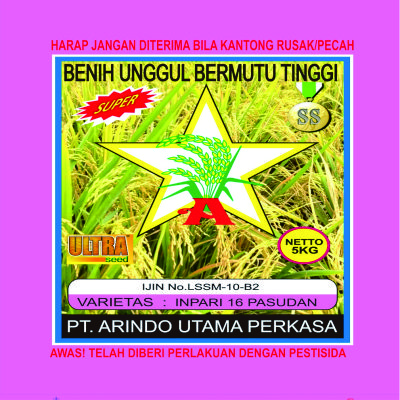 HARAP JANGAN DITERIMA BILA KANTONG RUSAK/PECAH
BENIH UNGGUL BERMUTU TINGGI
SUPER
SS
A
ULTRA
seed
NETTO
5KG
IJIN No.LSSM-10-B2
VARIETAS : INPARI 16 PASUDAN
PT. ARINDO UTAMA PERKASA
AWAS! TELAH DIBERI PERLAKUAN DENGAN PESTISIDA